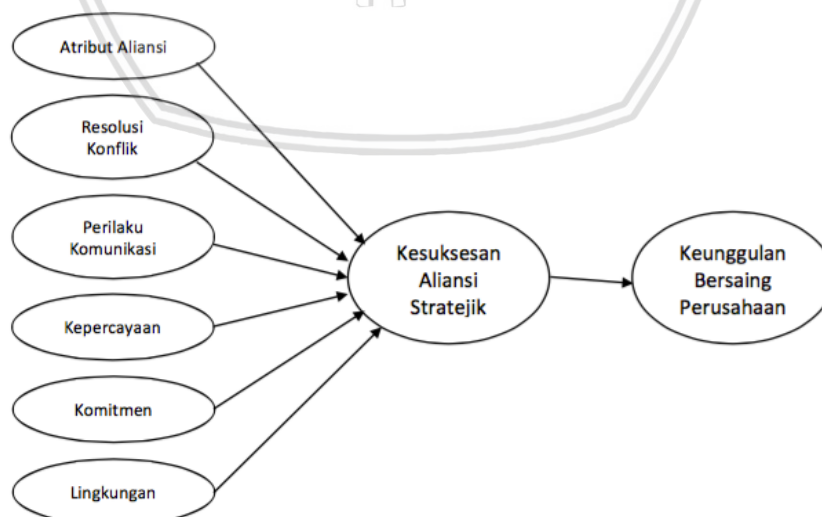 Atribut Aliansi
Resolusi
Konflik
Perilaku
Komunikasi
Kepercayaan
Komitmen
Lingkungan
Kesuksesan
Aliansi
Stratejik
Keunggulan
Bersaing
Perusahaan